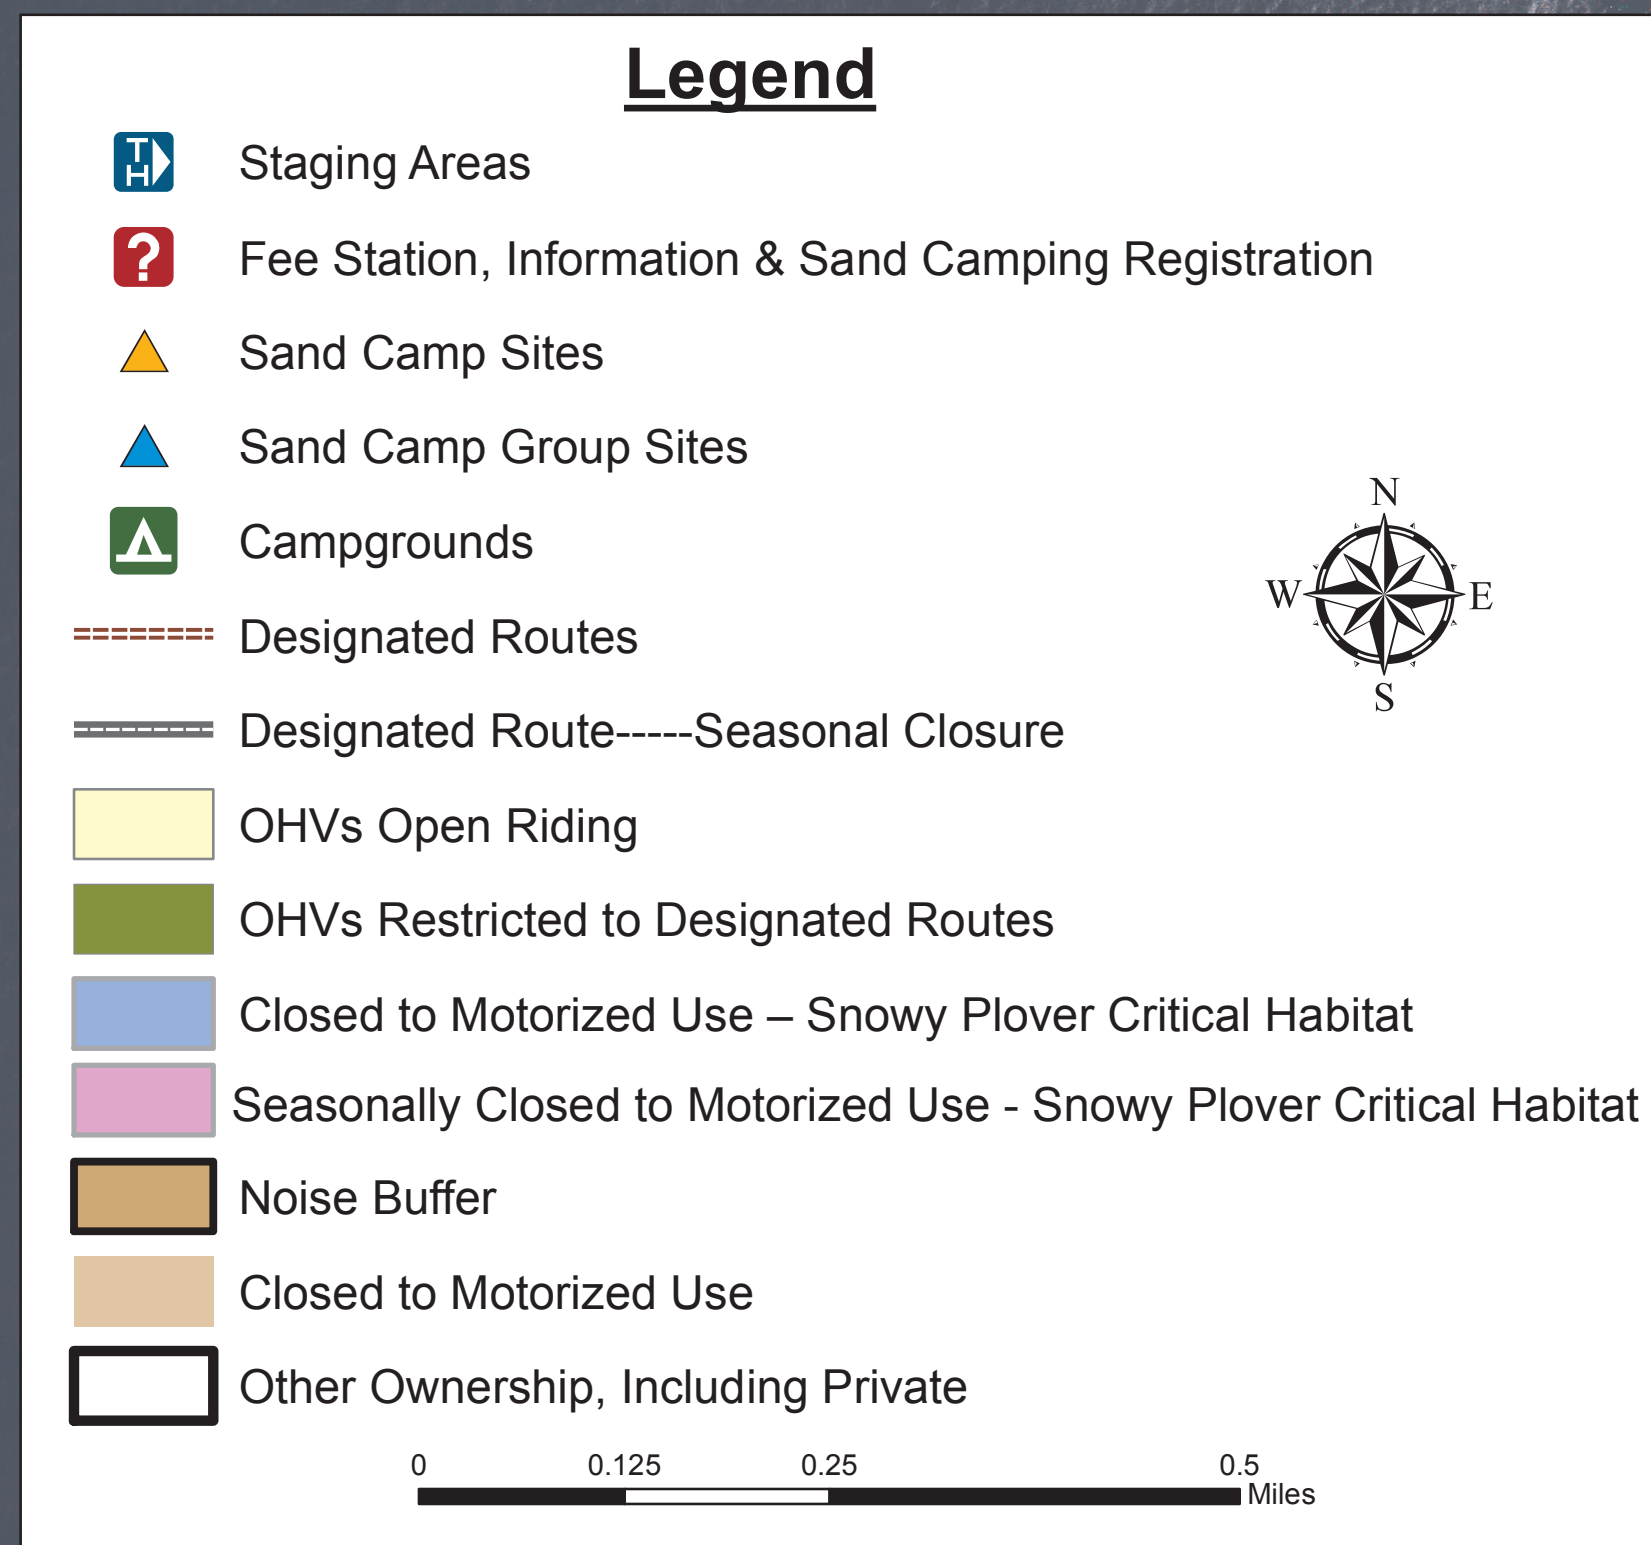 Legend
TH Staging Areas
? Fee Station, Information & Sand Camping Registration
Sand Camp Sites
Sand Camp Group Sites
Campgrounds
Designated Routes
Designated Route-----Seasonal Closure
OHVs Open Riding
OHVs Restricted to Designated Routes
Closed to Motorized Use – Snowy Plover Critical Habitat
Seasonally Closed to Motorized Use - Snowy Plover Critical Habitat
Noise Buffer
Closed to Motorized Use
Other Ownership, Including Private
N
W E
S
0 0.125 0.25 0.5
Miles